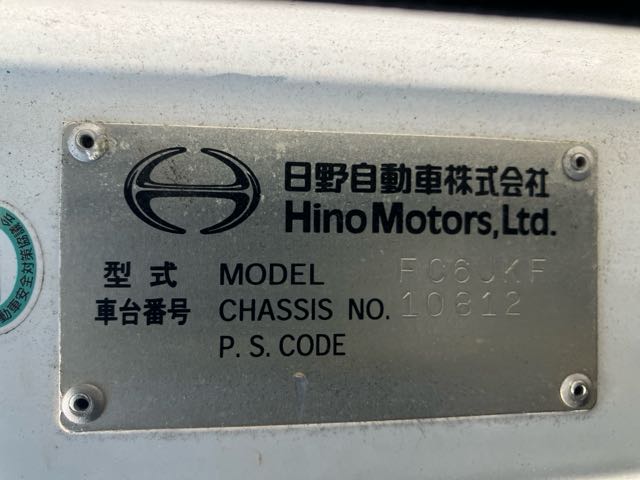 日野自動車株式会社
Hino Motors, Ltd.
型式 MODEL FC6JKF
車台番号 CHASSIS NO. 10812
P. S. CODE